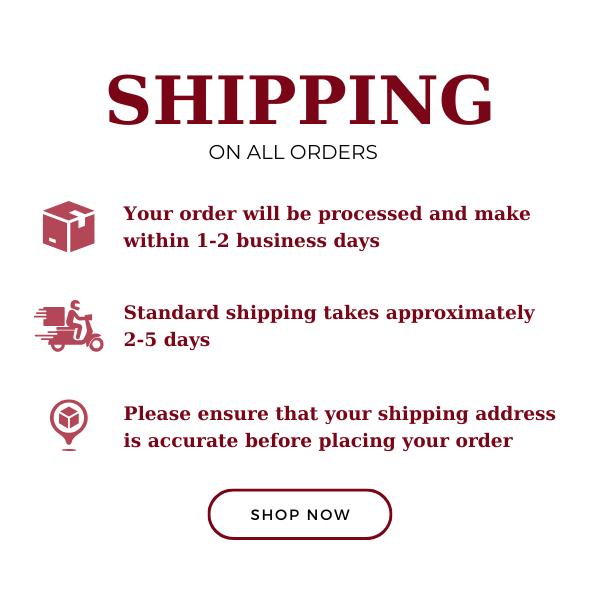 SHIPPING
ON ALL ORDERS
Your order will be processed and make
within 1-2 business days
Standard shipping takes approximately
2-5 days
Please ensure that your shipping address
is accurate before placing your order
SHOP NOW